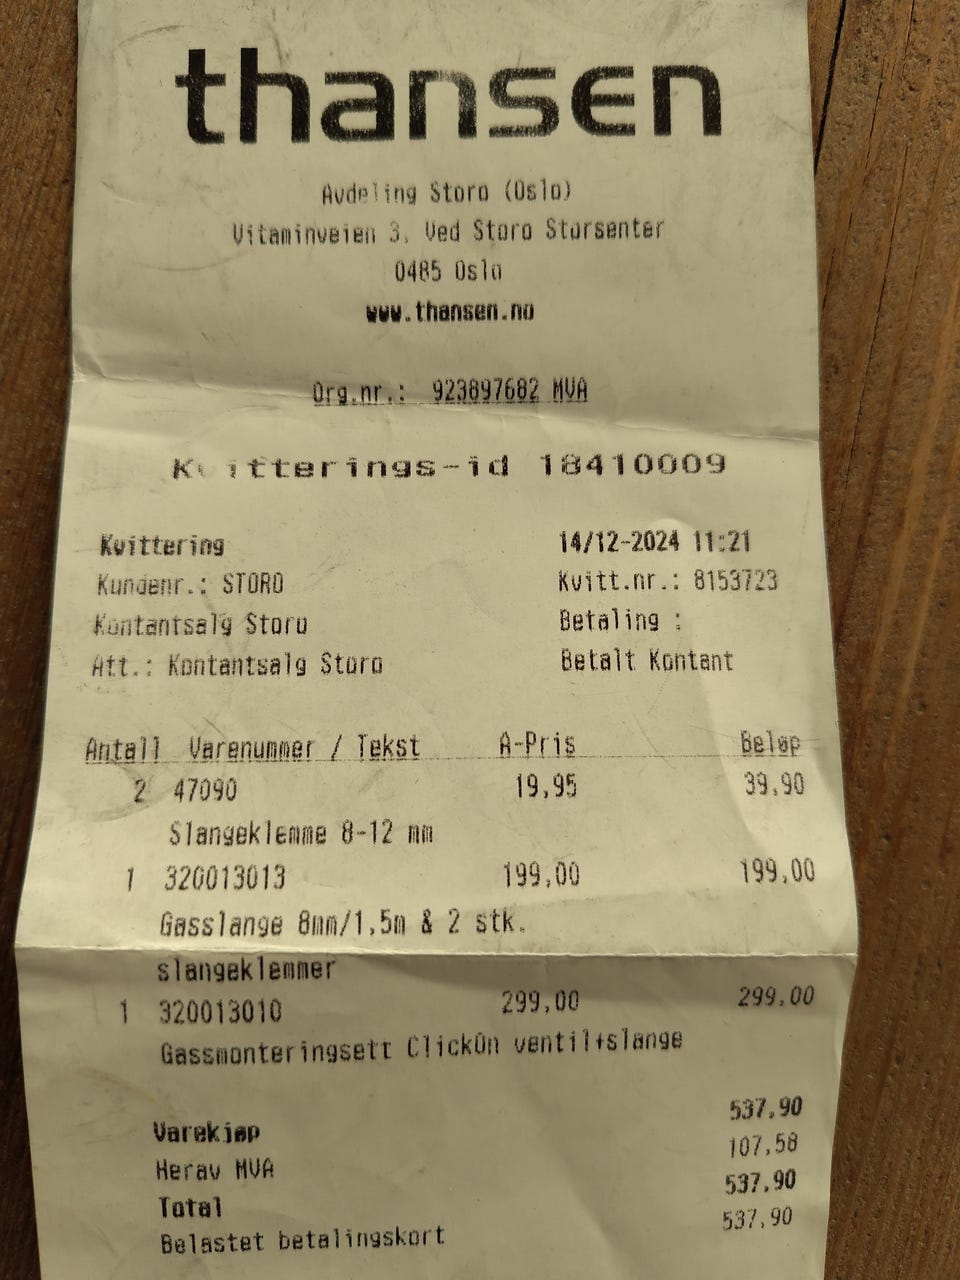 thansen
Avdeling Storo (Oslo)
Vitaminveien 3, Ved Storo Storsenter
0485 Oslo
www.thansen.no
Org.nr.: 923897682 MVA
Kvitterings-id 18410009
Kvittering 14/12-2024 11:21
Kundenr.: STORO Kvitt.nr.: 8153723
Kontantsalg Storo Betaling :
Att.: Kontantsalg Storo Betalt Kontant
Antall Varenummer / Tekst A-Pris Beløp
2 47090 19,95 39,90
Slangeklemme 8-12 mm
1 320013013 199,00 199,00
Gasslange 8mm/1,5m & 2 stk.
slangeklemmer
1 320013010 299,00 299,00
Gassmonteringsett ClickOn ventil+slange
Varekjøp 537,90
Herav MVA 107,58
Total 537,90
Belastet betalingskort 537,90